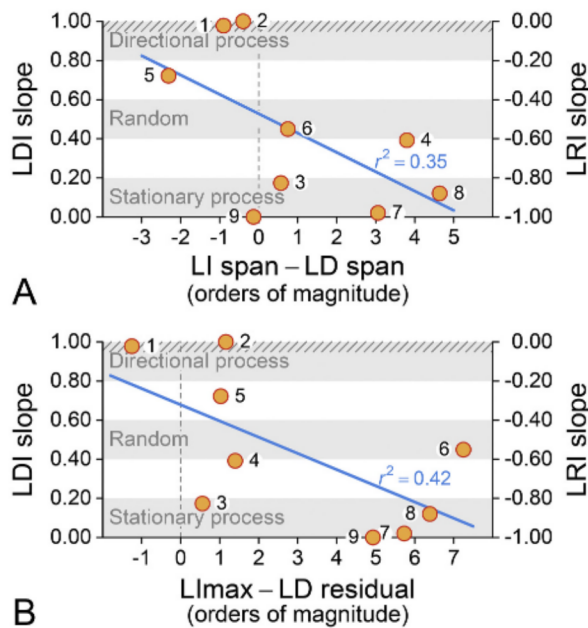 1.00
0.80
0.60
0.40
0.20
0.00
LDI slope
0.00
-0.20
-0.40
-0.60
-0.80
-1.00
LRI slope
Directional process
Random
Stationary process
1
2
5
6
4
3
8
9
7
r² = 0.35
-3 -2 -1 0 1 2 3 4 5
LI span – LD span
(orders of magnitude)
A
1.00
0.80
0.60
0.40
0.20
0.00
LDI slope
0.00
-0.20
-0.40
-0.60
-0.80
-1.00
LRI slope
Directional process
Random
Stationary process
1
2
5
4
6
3
8
9
7
r² = 0.42
-1 0 1 2 3 4 5 6 7
LImax – LD residual
(orders of magnitude)
B